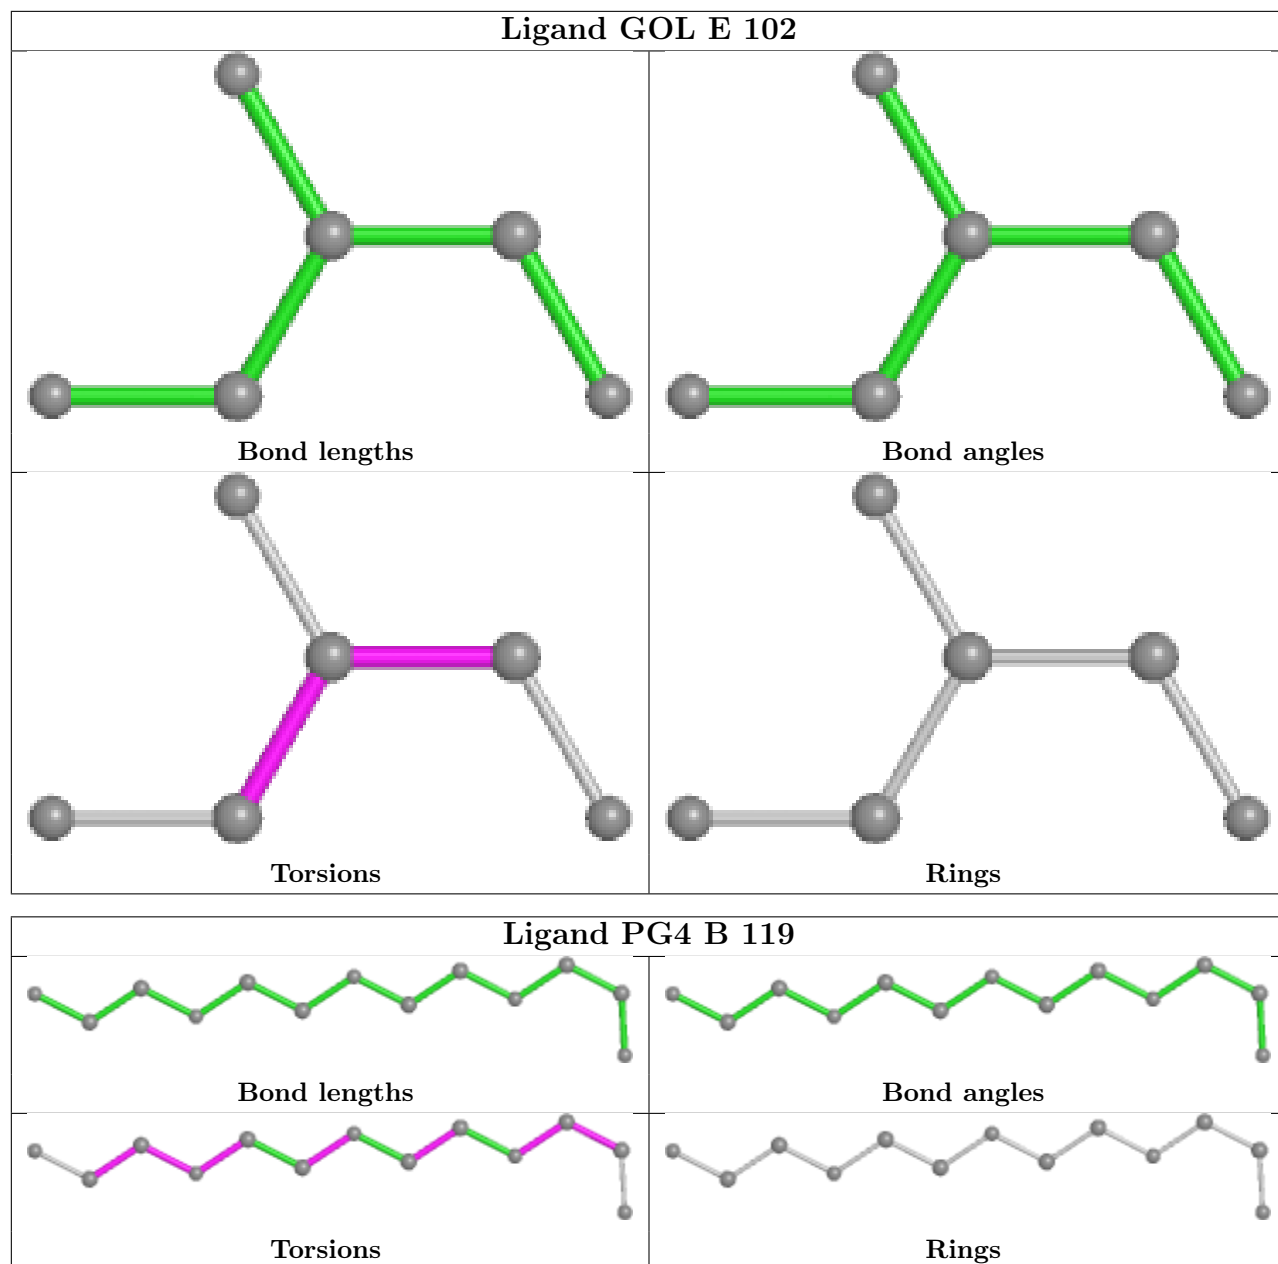 Ligand GOL E 102
Bond lengths
Bond angles
Torsions
Rings
Ligand PG4 B 119
Bond lengths
Bond angles
Torsions
Rings